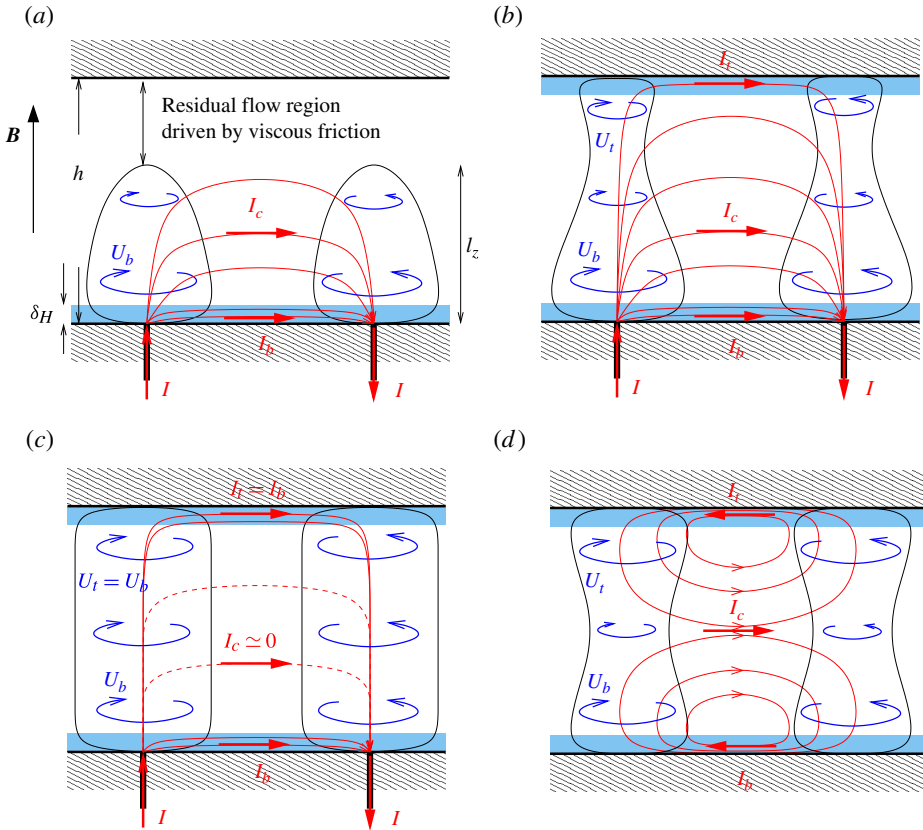 (a)
Residual flow region
driven by viscous friction
B
h
I_c
l_z
U_b
δ_H
I_b
I
I
(b)
I_t
U_t
I_c
U_b
I_b
I
I
(c)
I_t = I_b
U_t = U_b
I_c ≃ 0
U_b
I_b
I
I
(d)
I_t
U_t
I_c
U_b
I_b